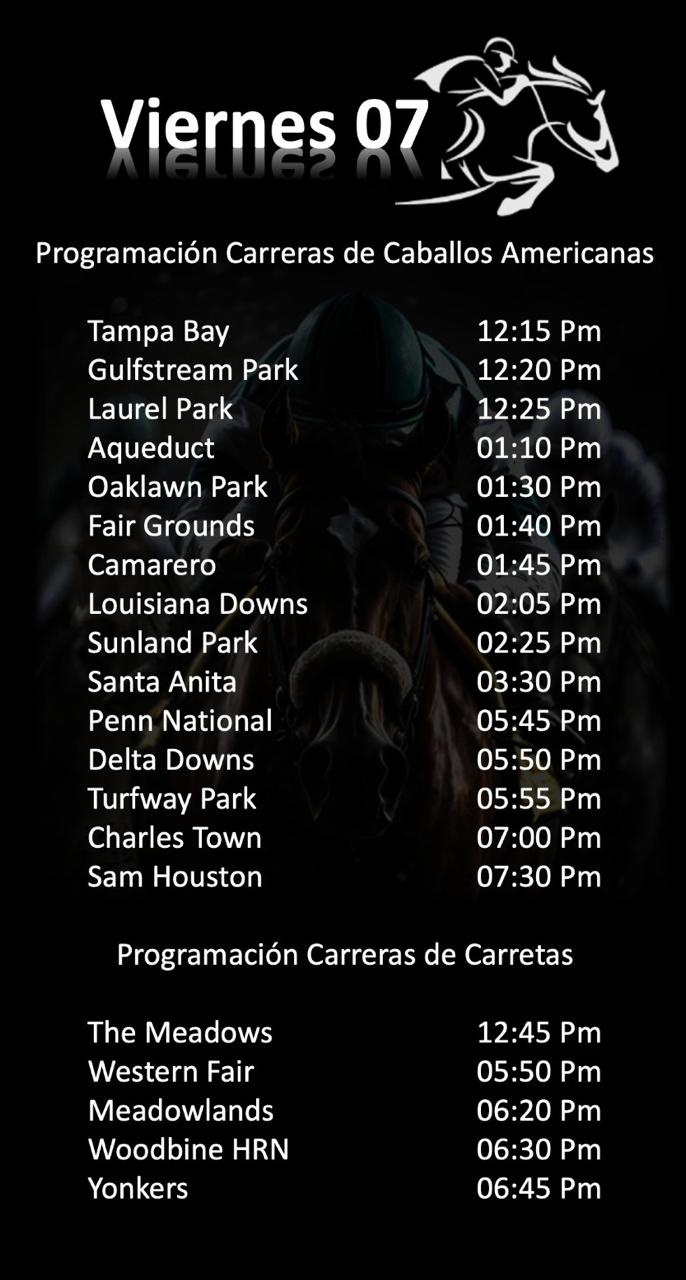 Viernes 07
Programación Carreras de Caballos Americanas
Tampa Bay 12:15 Pm
Gulfstream Park 12:20 Pm
Laurel Park 12:25 Pm
Aqueduct 01:10 Pm
Oaklawn Park 01:30 Pm
Fair Grounds 01:40 Pm
Camarero 01:45 Pm
Louisiana Downs 02:05 Pm
Sunland Park 02:25 Pm
Santa Anita 03:30 Pm
Penn National 05:45 Pm
Delta Downs 05:50 Pm
Turfway Park 05:55 Pm
Charles Town 07:00 Pm
Sam Houston 07:30 Pm
Programación Carreras de Carretas
The Meadows 12:45 Pm
Western Fair 05:50 Pm
Meadowlands 06:20 Pm
Woodbine HRN 06:30 Pm
Yonkers 06:45 Pm